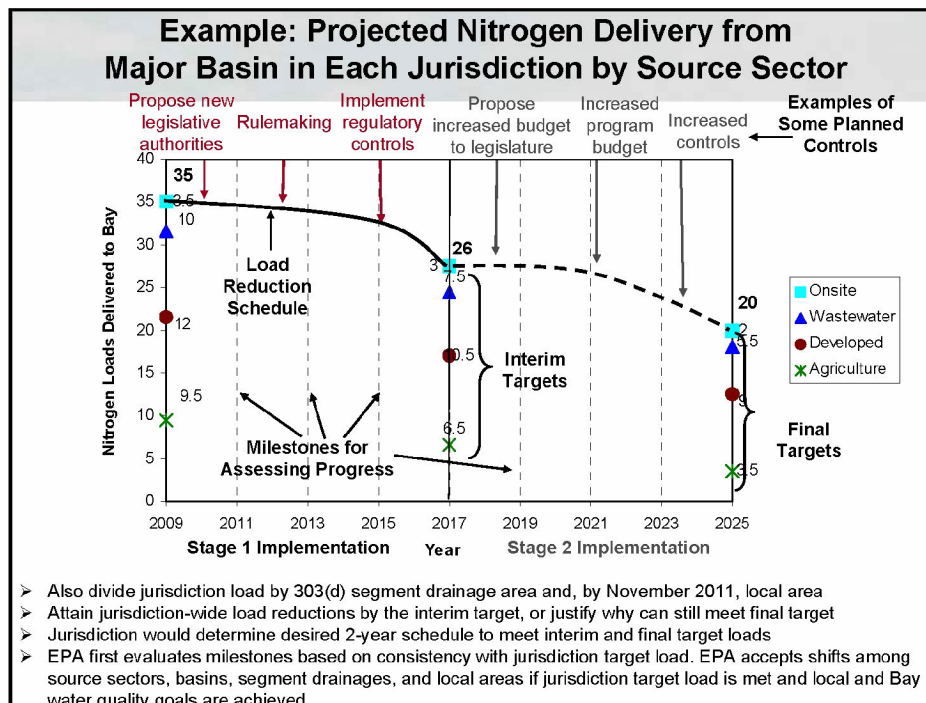 Example: Projected Nitrogen Delivery from
Major Basin in Each Jurisdiction by Source Sector
Propose new
legislative
authorities
Rulemaking
Implement
regulatory
controls
Propose
increased budget
to legislature
Increased
program
budget
Increased
controls
Examples of
Some Planned
Controls
Nitrogen Loads Delivered to Bay
40
35
30
25
20
15
10
5
0
35
3.5
10
12
9.5
Load
Reduction
Schedule
Milestones for
Assessing Progress
26
3
7.5
10.5
6.5
Interim
Targets
20
2
5.5
9
3.5
Final
Targets
Onsite
Wastewater
Developed
Agriculture
2009 2011 2013 2015 2017 2019 2021 2023 2025
Stage 1 Implementation Year Stage 2 Implementation
➢ Also divide jurisdiction load by 303(d) segment drainage area and, by November 2011, local area
➢ Attain jurisdiction-wide load reductions by the interim target, or justify why can still meet final target
➢ Jurisdiction would determine desired 2-year schedule to meet interim and final target loads
➢ EPA first evaluates milestones based on consistency with jurisdiction target load. EPA accepts shifts among
source sectors, basins, segment drainages, and local areas if jurisdiction target load is met and local and Bay
water quality goals are achieved